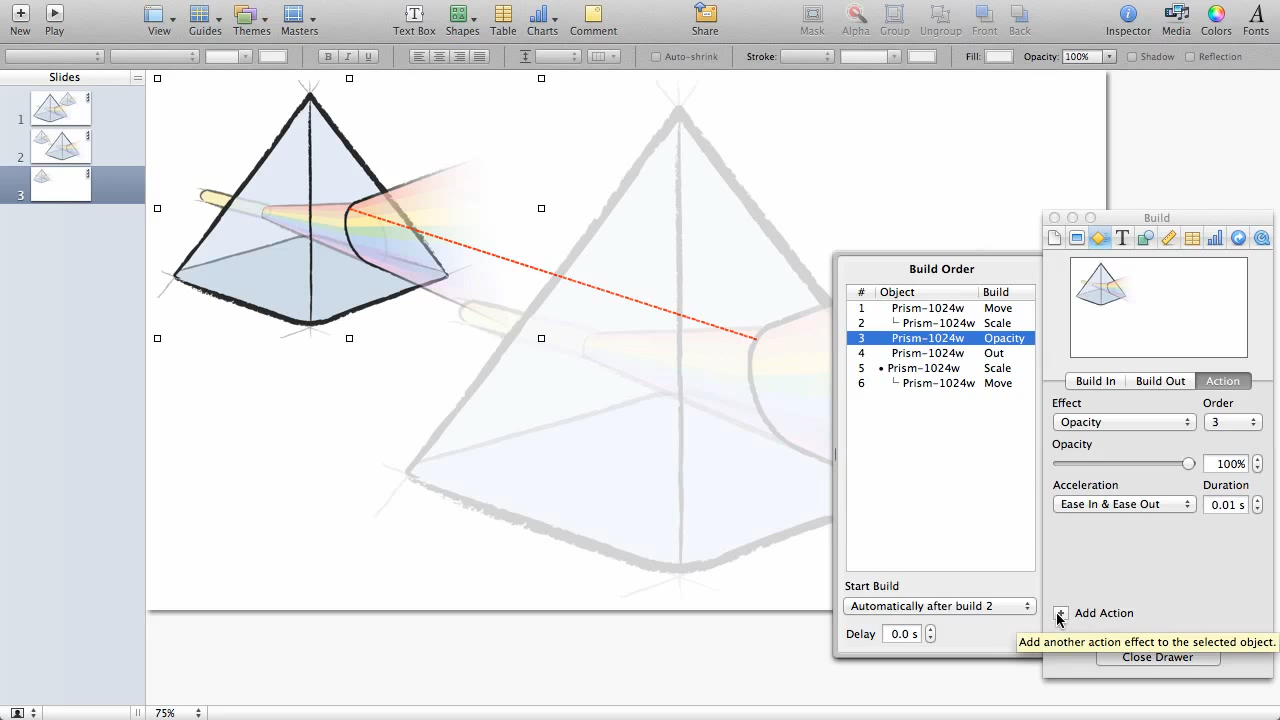 New Play View Guides Themes Masters Text Box Shapes Table Charts Comment Share Mask Alpha Group Ungroup Front Back Inspector Media Colors Fonts
B I U Auto-shrink Stroke: Fill: Opacity: 100% Shadow Reflection
Slides
1
2
3
Build Order
# Object Build
1 Prism-1024w Move
2 Prism-1024w Scale
3 Prism-1024w Opacity
4 Prism-1024w Out
5 Prism-1024w Scale
6 Prism-1024w Move
Start Build
Automatically after build 2
Delay 0.0 s
Build
Build In Build Out Action
Effect Order
Opacity 3
Opacity
100%
Acceleration Duration
Ease In & Ease Out 0.01 s
Add Action
Add another action effect to the selected object.
Close Drawer
75%